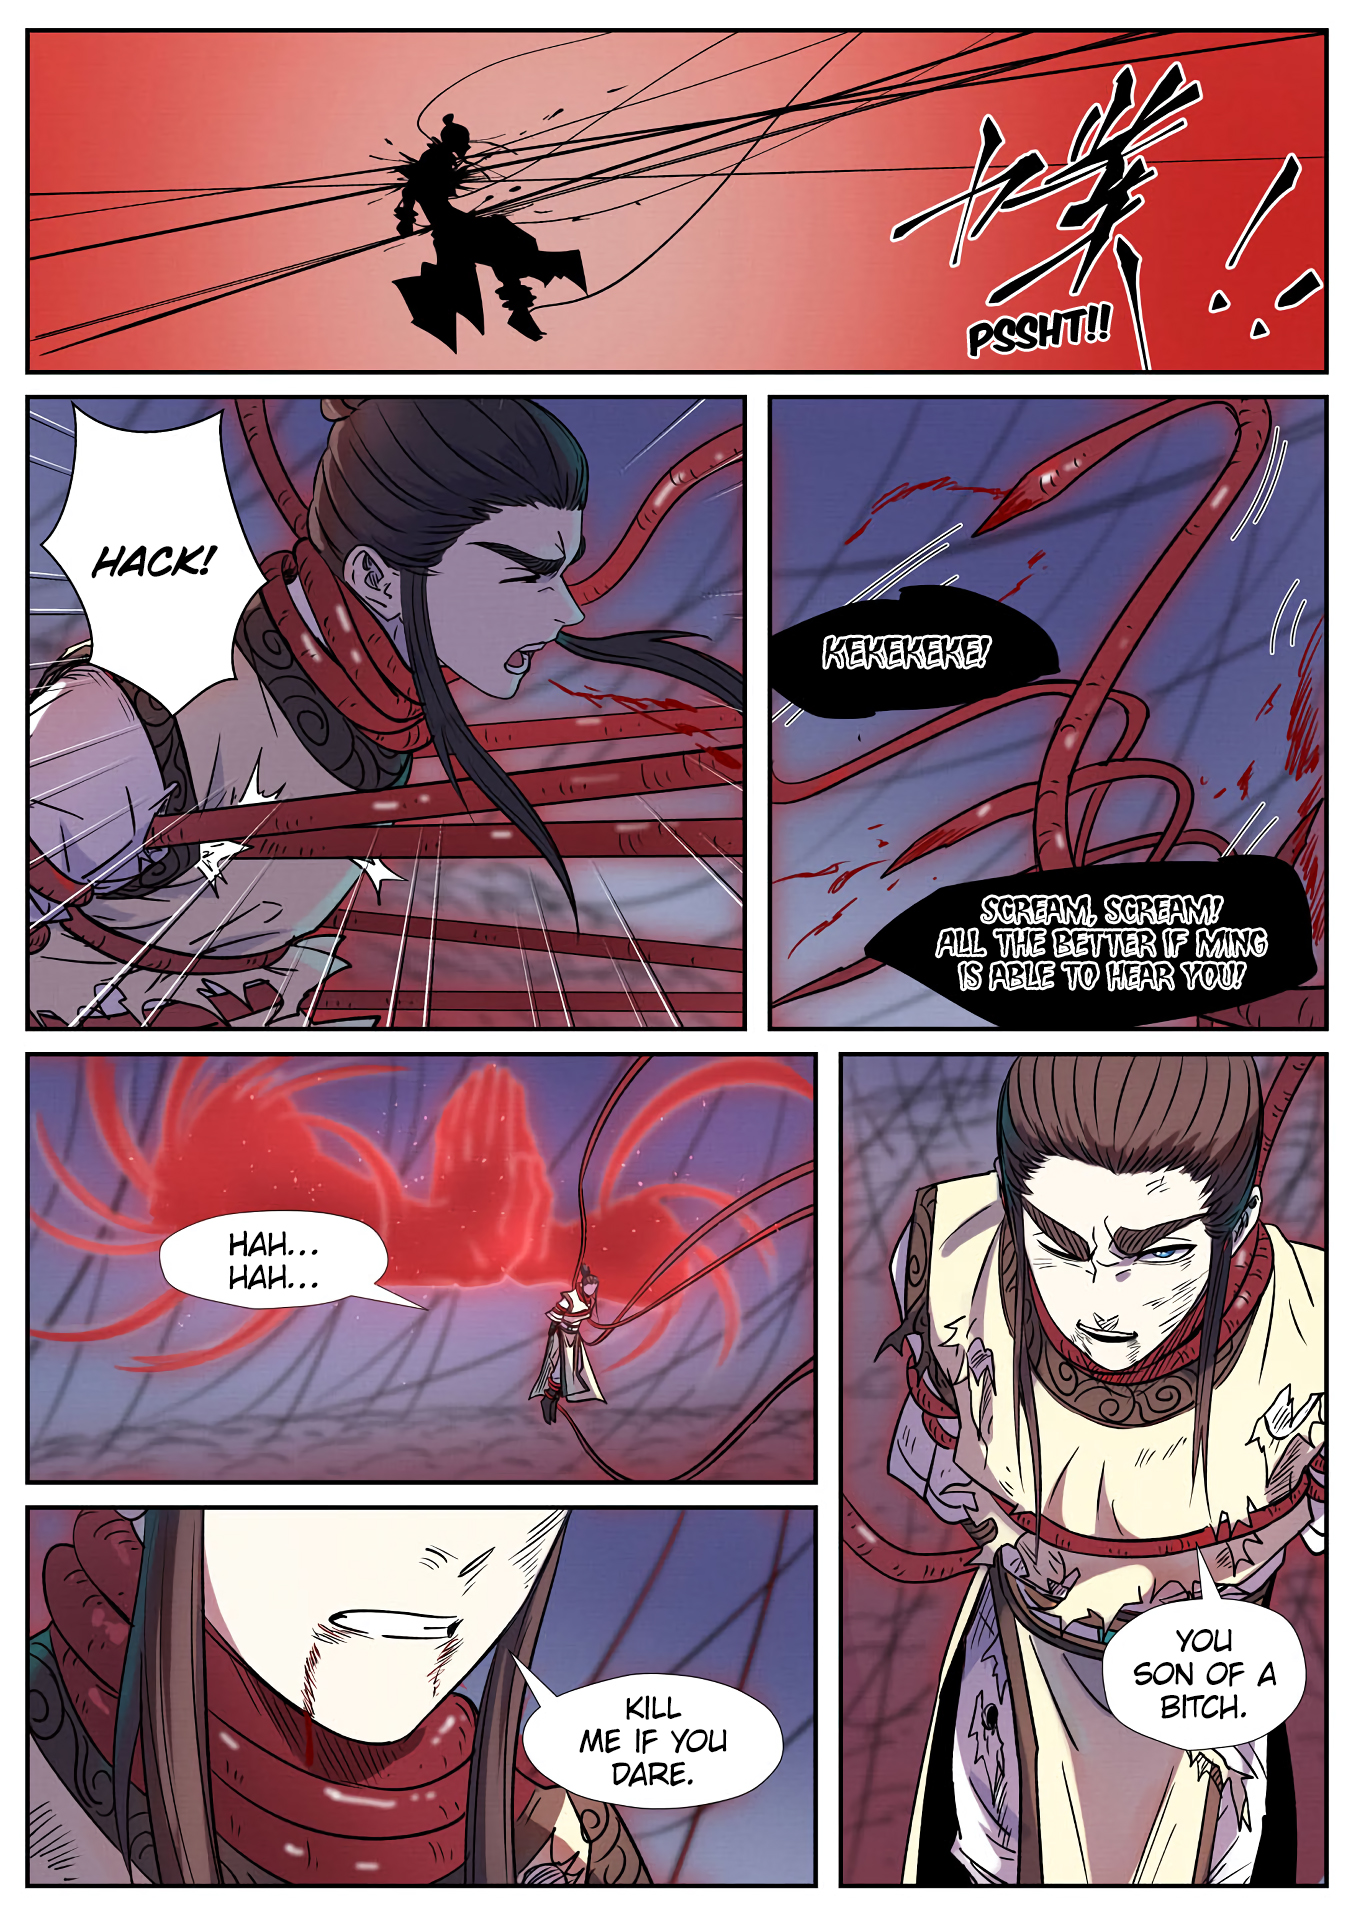 噗!!
PSSHT!!
HACK!
KEKEKEKE!
SCREAM, SCREAM!
ALL THE BETTER IF MING
IS ABLE TO HEAR YOU!
HAH...
HAH...
YOU
SON OF A
BITCH.
KILL
ME IF YOU
DARE.